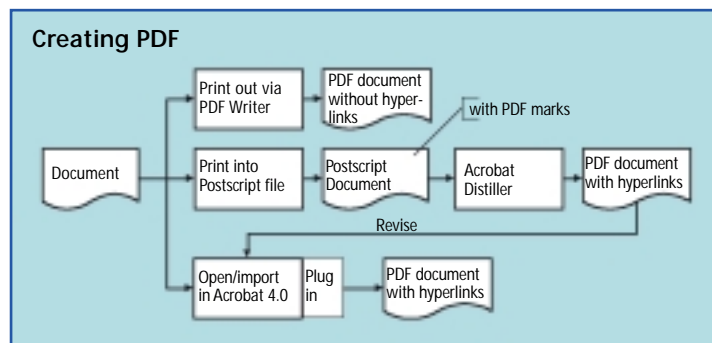 Creating PDF
Print out via
PDF Writer
PDF document
without hyper-
links
with PDF marks
Document
Print into
Postscript file
Postscript
Document
Acrobat
Distiller
PDF document
with hyperlinks
Revise
Open/import
in Acrobat 4.0
Plug
in
PDF document
with hyperlinks